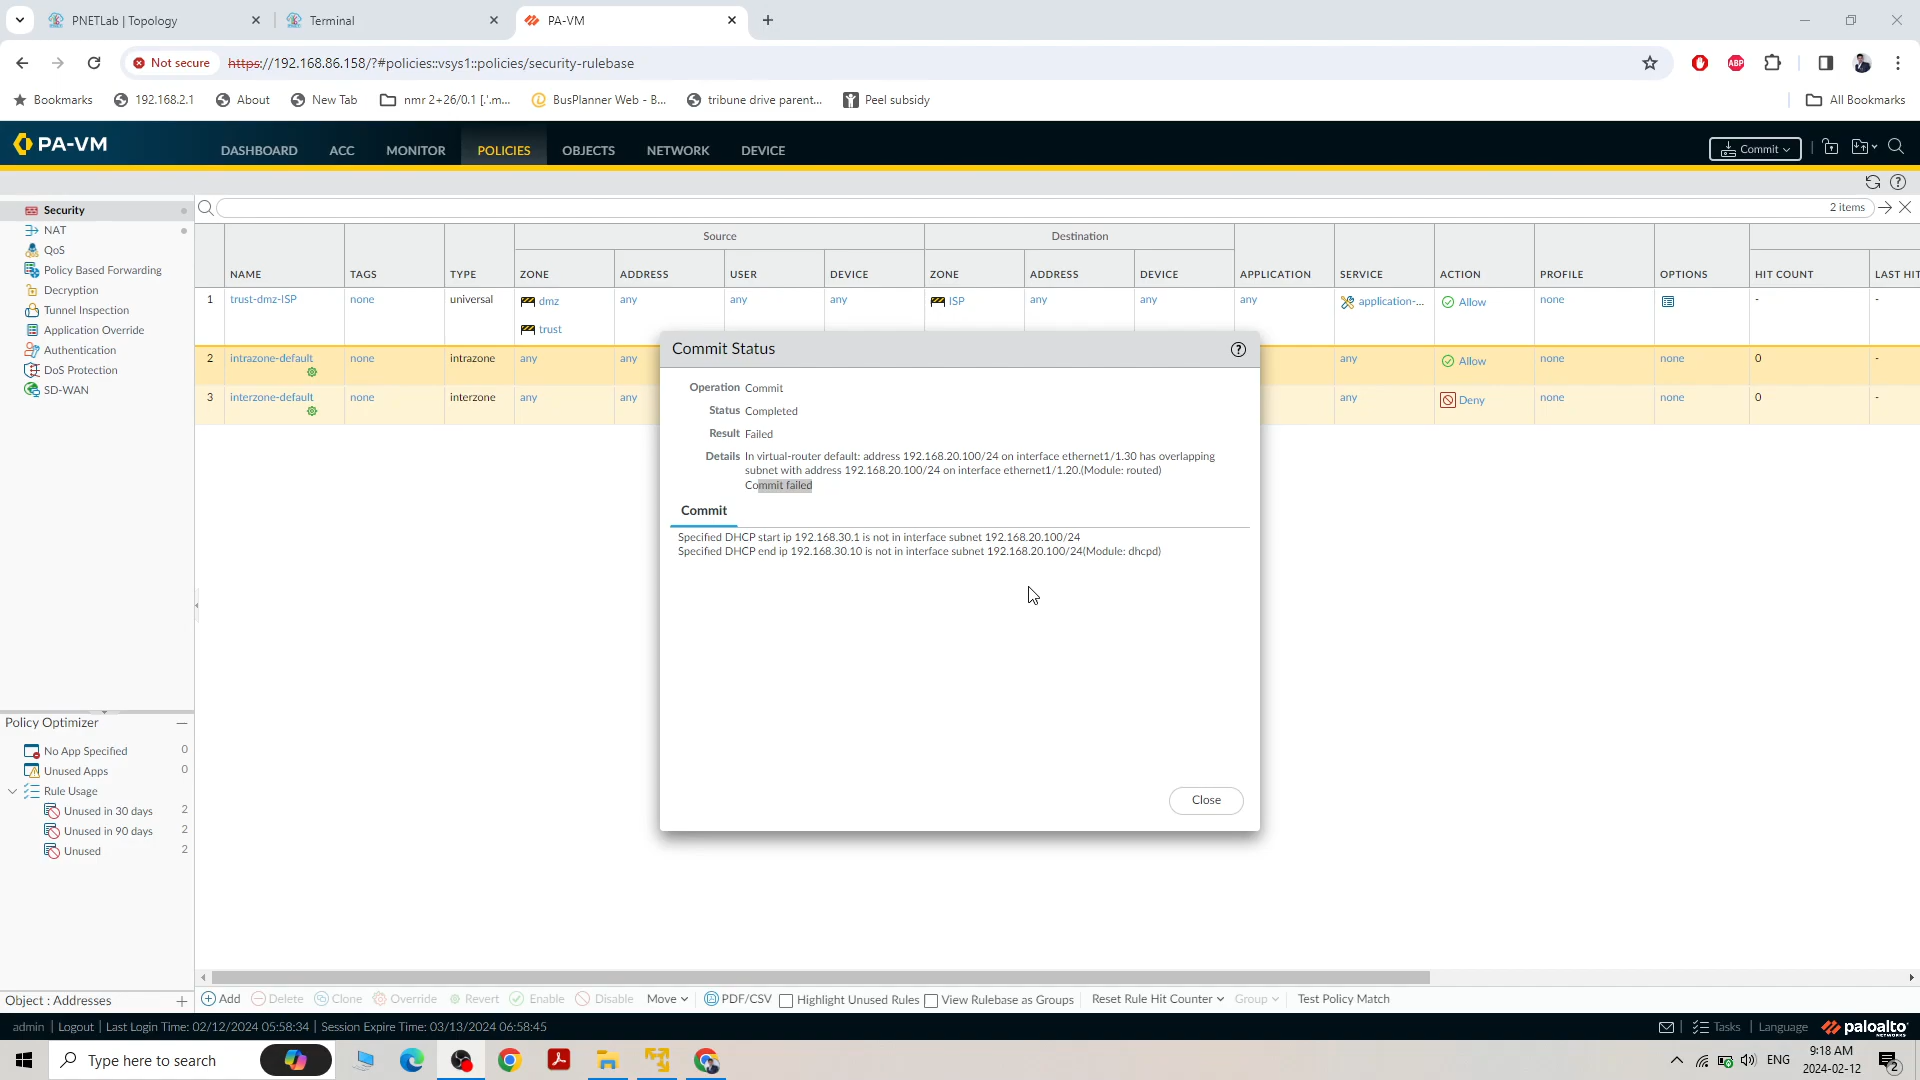 PNETLab | Topology
Terminal
PA-VM
Not secure
https://192.168.86.158/?#policies::vsys1::policies/security-rulebase
ABP
Bookmarks
192.168.2.1
About
New Tab
nmr 2+26/0.1 [.'.m...
BusPlanner Web - B...
tribune drive parent...
Peel subsidy
All Bookmarks
PA-VM
DASHBOARD
ACC
MONITOR
POLICIES
OBJECTS
NETWORK
DEVICE
Commit
Security
NAT
QoS
Policy Based Forwarding
Decryption
Tunnel Inspection
Application Override
Authentication
DoS Protection
SD-WAN
2 items
Source
Destination
NAME
TAGS
TYPE
ZONE
ADDRESS
USER
DEVICE
ZONE
ADDRESS
DEVICE
APPLICATION
SERVICE
ACTION
PROFILE
OPTIONS
HIT COUNT
LAST HIT
1 trust-dmz-ISP none universal dmz any any any ISP any any any application-... Allow none - -
trust
2 intrazone-default none intrazone any any any Allow none none 0 -
3 interzone-default none interzone any any any Deny none none 0 -
Commit Status
Operation Commit
Status Completed
Result Failed
Details In virtual-router default: address 192.168.20.100/24 on interface ethernet1/1.30 has overlapping
subnet with address 192.168.20.100/24 on interface ethernet1/1.20.(Module: routed)
Commit failed
Commit
Specified DHCP start ip 192.168.30.1 is not in interface subnet 192.168.20.100/24
Specified DHCP end ip 192.168.30.10 is not in interface subnet 192.168.20.100/24(Module: dhcpd)
Close
Policy Optimizer
No App Specified 0
Unused Apps 0
Rule Usage
Unused in 30 days 2
Unused in 90 days 2
Unused 2
Object : Addresses
Add
Delete
Clone
Override
Revert
Enable
Disable
Move
PDF/CSV
Highlight Unused Rules
View Rulebase as Groups
Reset Rule Hit Counter
Group
Test Policy Match
admin | Logout | Last Login Time: 02/12/2024 05:58:34 | Session Expire Time: 03/13/2024 06:58:45
Tasks | Language
paloalto
NETWORKS
Type here to search
ENG
9:18 AM
2024-02-12
2